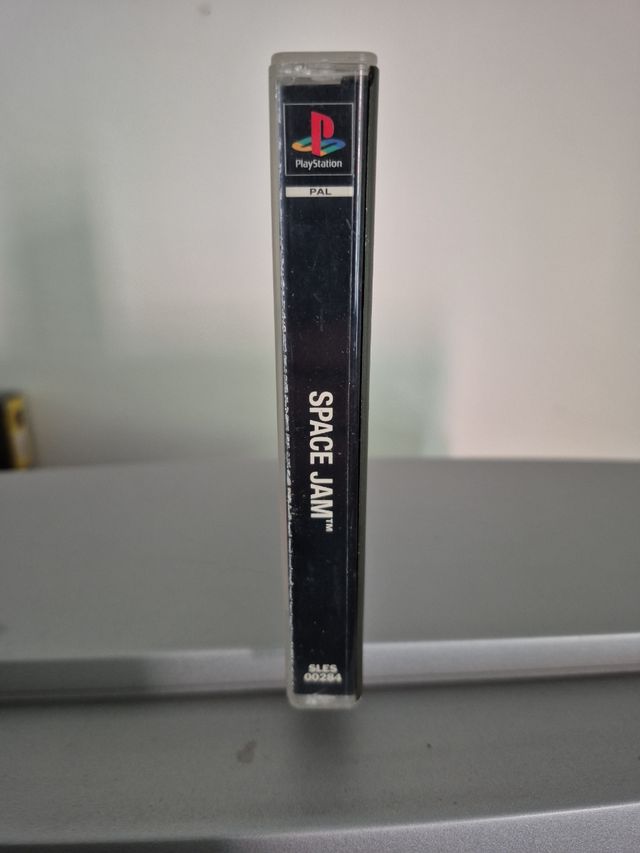 PlayStation
PAL
SPACE JAM™
SLES
00284